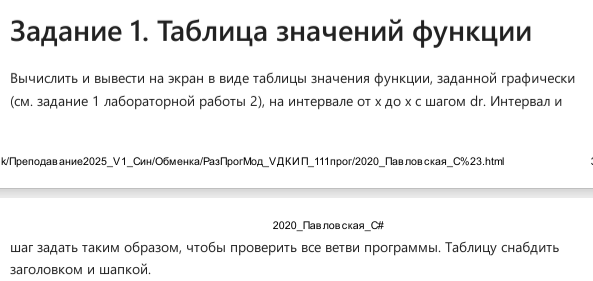 Задание 1. Таблица значений функции
Вычислить и вывести на экран в виде таблицы значения функции, заданной графически
(см. задание 1 лабораторной работы 2), на интервале от x до x с шагом dr. Интервал и
k/Преподавание2025_V1_Син/Обменка/РазПрогМод_VДКИП_111прог/2020_Павловская_C%23.html
2020_Павловская_C#
шаг задать таким образом, чтобы проверить все ветви программы. Таблицу снабдить
заголовком и шапкой.